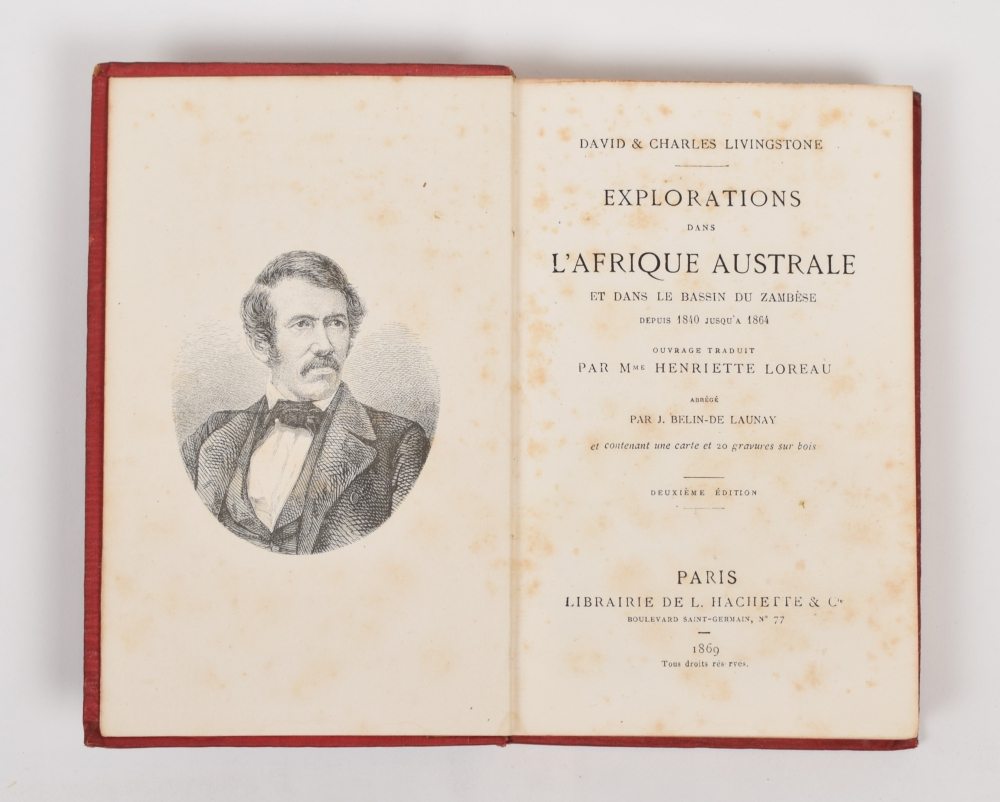 DAVID & CHARLES LIVINGSTONE
EXPLORATIONS
DANS
L'AFRIQUE AUSTRALE
ET DANS LE BASSIN DU ZAMBÈSE
DEPUIS 1840 JUSQU'A 1864
OUVRAGE TRADUIT
PAR Mme HENRIETTE LOREAU
ABRÉGÉ
PAR J. BELIN-DE LAUNAY
et contenant une carte et 20 gravures sur bois
DEUXIÈME ÉDITION
PARIS
LIBRAIRIE DE L. HACHETTE & Cie
BOULEVARD SAINT-GERMAIN, N° 77
1869
Tous droits rés rvés.